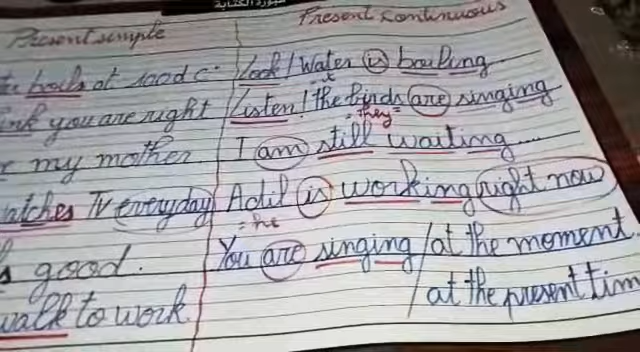 Present simple
Present continuous
boils at 100°C. Look! Water is boiling
you are right Listen! the birds are singing
= they
my mother I am still waiting
watches TV everyday Adil is working right now
= he
good. You are singing / at the moment.
walk to work / at the present tim